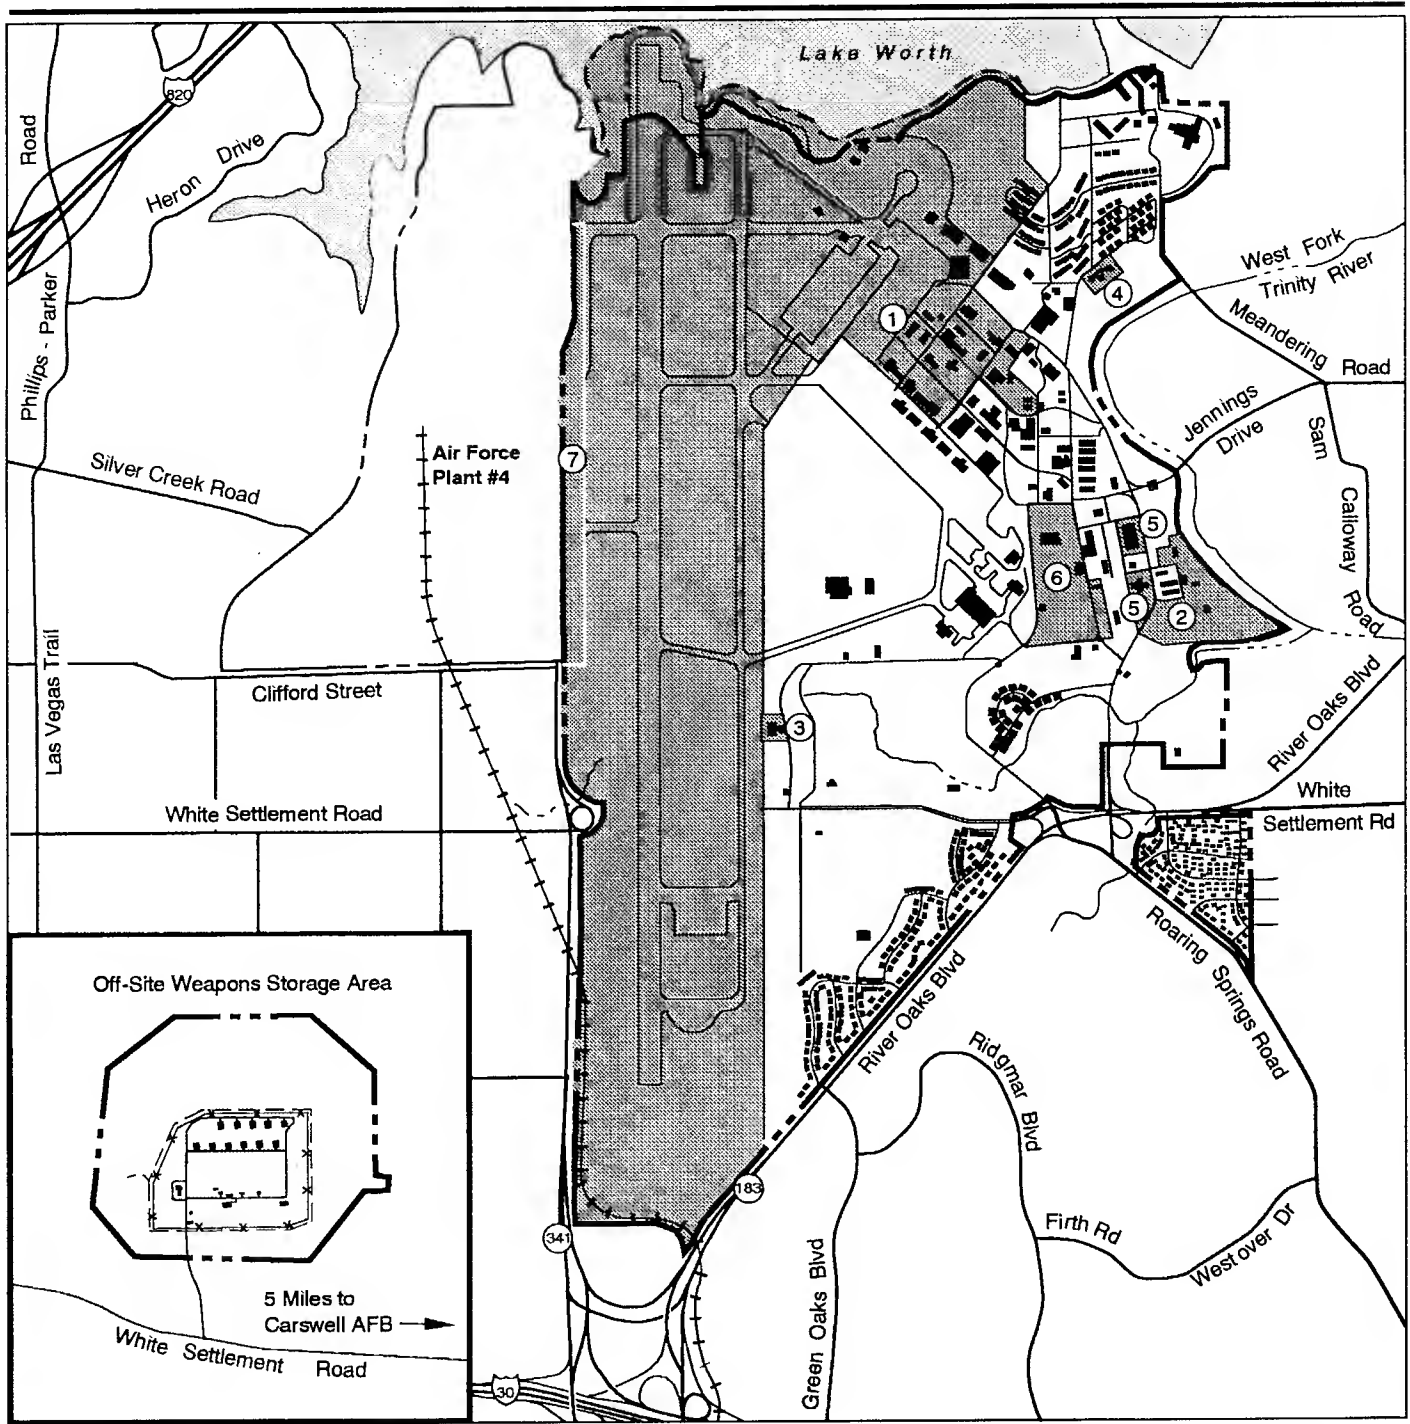 Lake Worth
820
Road
Heron Drive
West Fork
Trinity River
4
Meandering
Road
1
Phillips - Parker
Jennings
Drive
Sam
Calloway
Road
Air Force
Plant #4
7
Silver Creek Road
5
6
5
2
Las Vegas Trail
Clifford Street
River Oaks Blvd
3
White Settlement Road
White
Settlement Rd
Roaring Springs Road
River Oaks Blvd
Off-Site Weapons Storage Area
Ridgmar Blvd
183
341
Firth Rd
Westover Dr
Green Oaks Blvd
5 Miles to
Carswell AFB
White Settlement Road
30